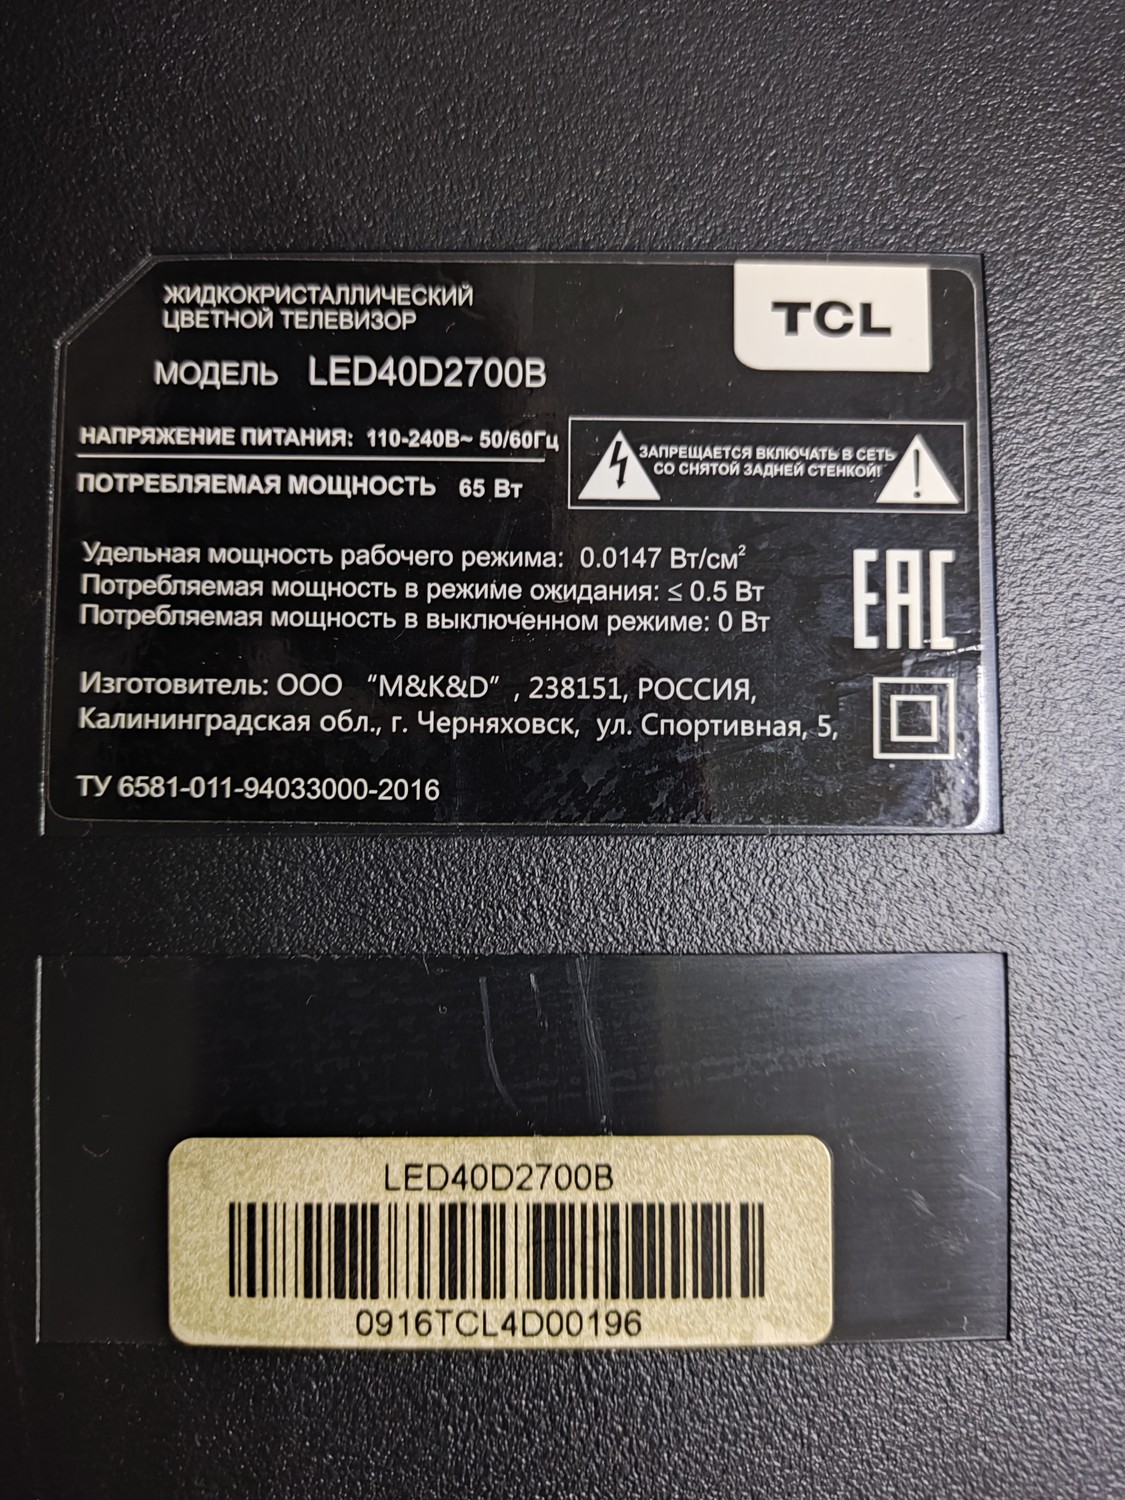 ЖИДКОКРИСТАЛЛИЧЕСКИЙ
ЦВЕТНОЙ ТЕЛЕВИЗОР
TCL
МОДЕЛЬ LED40D2700B
НАПРЯЖЕНИЕ ПИТАНИЯ: 110-240В~ 50/60Гц
ПОТРЕБЛЯЕМАЯ МОЩНОСТЬ 65 Вт
ЗАПРЕЩАЕТСЯ ВКЛЮЧАТЬ В СЕТЬ
СО СНЯТОЙ ЗАДНЕЙ СТЕНКОЙ!
Удельная мощность рабочего режима: 0.0147 Вт/см²
Потребляемая мощность в режиме ожидания: ≤ 0.5 Вт
Потребляемая мощность в выключенном режиме: 0 Вт
EAC
Изготовитель: ООО “M&K&D” , 238151, РОССИЯ,
Калининградская обл., г. Черняховск, ул. Спортивная, 5,
ТУ 6581-011-94033000-2016
LED40D2700B
0916TCL4D00196